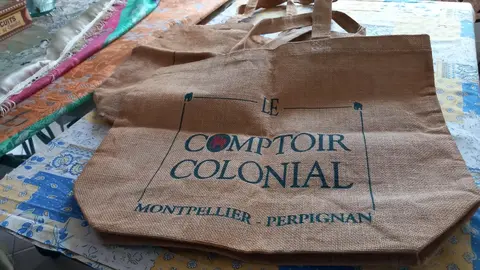 LE
COMPTOIR
COLONIAL
MONTPELLIER - PERPIGNAN